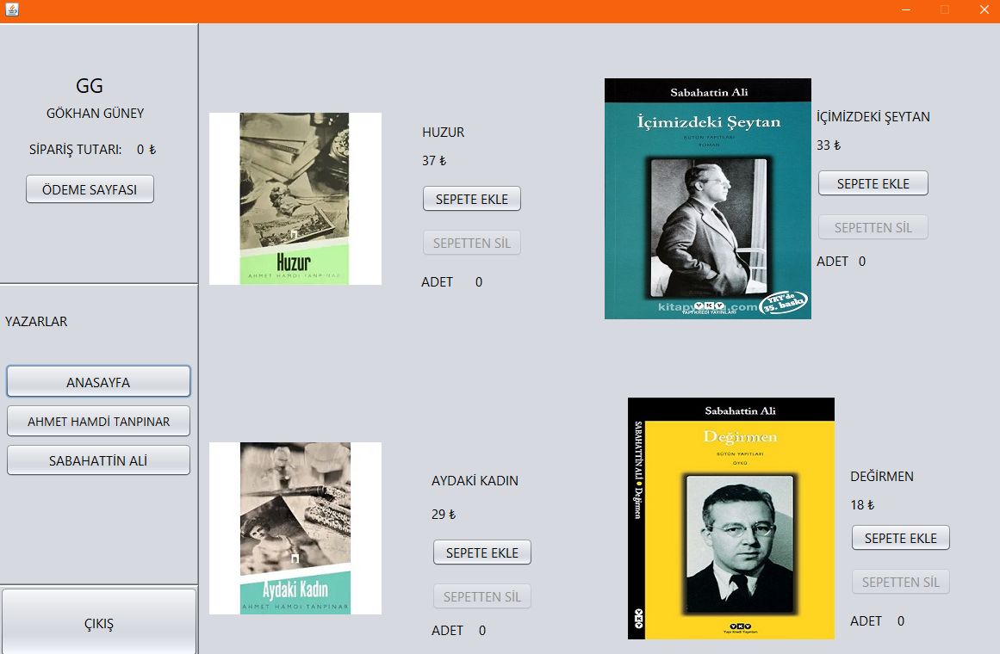 GG
GÖKHAN GÜNEY
SİPARİŞ TUTARI: 0 ₺
ÖDEME SAYFASI
YAZARLAR
ANASAYFA
AHMET HAMDİ TANPINAR
SABAHATTİN ALİ
ÇIKIŞ
Huzur
AHMET HAMDİ TANPINAR
HUZUR
37 ₺
SEPETE EKLE
SEPETTEN SİL
ADET 0
Sabahattin Ali
İçimizdeki Şeytan
BÜTÜN YAPITLARI
ROMAN
YKY'de
35. baskı
YKY
YAPI KREDİ YAYINLARI
İÇİMİZDEKİ ŞEYTAN
33 ₺
SEPETE EKLE
SEPETTEN SİL
ADET 0
Aydaki Kadın
AHMET HAMDİ TANPINAR
AYDAKİ KADIN
29 ₺
SEPETE EKLE
SEPETTEN SİL
ADET 0
SABAHATTİN ALİ Değirmen
YKY
Sabahattin Ali
Değirmen
BÜTÜN YAPITLARI
ÖYKÜ
YKY
Yapı Kredi Yayınları
DEĞİRMEN
18 ₺
SEPETE EKLE
SEPETTEN SİL
ADET 0